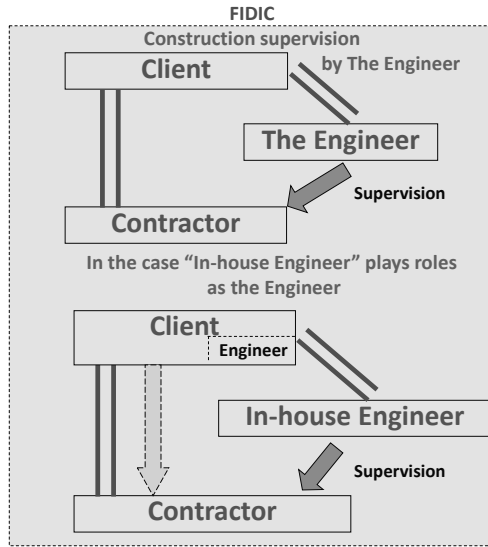 FIDIC
Construction supervision
by The Engineer
Client
The Engineer
Supervision
Contractor
In the case “In-house Engineer” plays roles
as the Engineer
Client
Engineer
In-house Engineer
Supervision
Contractor